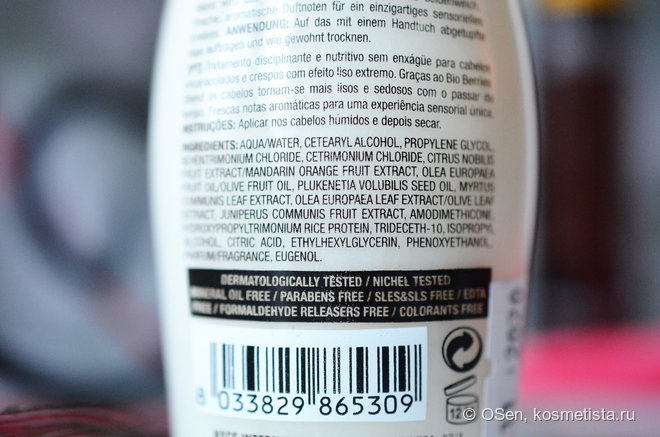 aromatische Duftnoten für ein einzigartiges sensorielles
ANWENDUNG: Auf das mit einem Handtuch abgetupfte
auftragen und wie gewohnt trocknen.
Tratamento disciplinante e nutritivo sem enxágüe para cabelos
e crespos com efeito liso extremo. Graças ao Bio Berries
cabelos tornam-se mais lisos e sedosos com o passar do
Frescas notas aromáticas para uma experiência sensorial única.
INSTRUÇÕES: Aplicar nos cabelos húmidos e depois secar.
INGREDIENTS: AQUA/WATER, CETEARYL ALCOHOL, PROPYLENE GLYCOL,
CHLORIDE, CETRIMONIUM CHLORIDE, CITRUS NOBILIS
FRUIT EXTRACT/MANDARIN ORANGE FRUIT EXTRACT, OLEA EUROPAEA
FRUIT OIL/OLIVE FRUIT OIL, PLUKENETIA VOLUBILIS SEED OIL, MYRTUS
COMMUNIS LEAF EXTRACT, OLEA EUROPAEA LEAF EXTRACT/OLIVE LEAF
EXTRACT, JUNIPERUS COMMUNIS FRUIT EXTRACT, AMODIMETHICONE,
HYDROXYPROPYLTRIMONIUM RICE PROTEIN, TRIDECETH-10, ISOPROPYL
ALCOHOL, CITRIC ACID, ETHYLHEXYLGLYCERIN, PHENOXYETHANOL,
PARFUM/FRAGRANCE, EUGENOL.
DERMATOLOGICALLY TESTED / NICHEL TESTED
MINERAL OIL FREE / PARABENS FREE / SLES&SLS FREE / EDTA
FREE / FORMALDEHYDE RELEASERS FREE / COLORANTS FREE
8 033829 865309
12
© OSen, kosmetista.ru